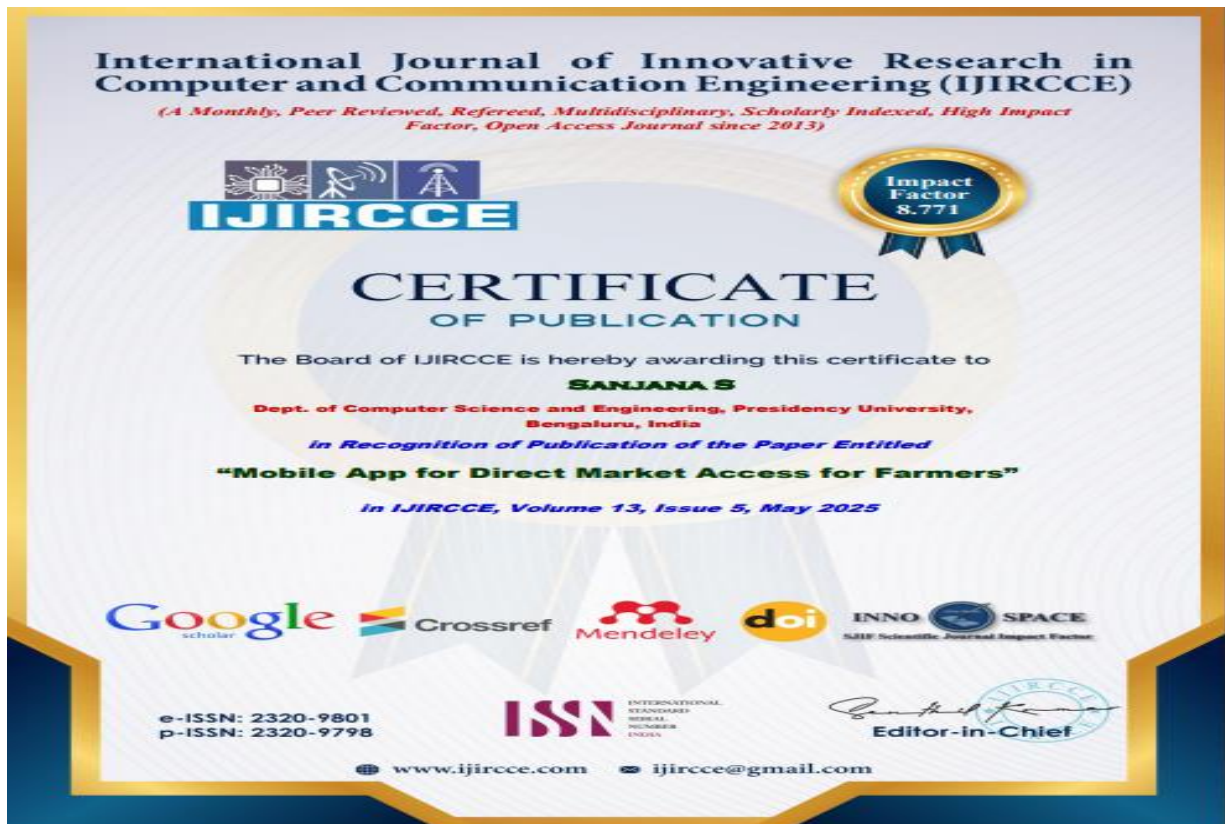 International Journal of Innovative Research in
Computer and Communication Engineering (IJIRCCE)
(A Monthly, Peer Reviewed, Refereed, Multidisciplinary, Scholarly Indexed, High Impact
Factor, Open Access Journal since 2013)
IJIRCCE
Impact
Factor
8.771
CERTIFICATE
OF PUBLICATION
The Board of IJIRCCE is hereby awarding this certificate to
SANJANA S
Dept. of Computer Science and Engineering, Presidency University,
Bengaluru, India
in Recognition of Publication of the Paper Entitled
“Mobile App for Direct Market Access for Farmers”
in IJIRCCE, Volume 13, Issue 5, May 2025
Google
scholar
Crossref
Mendeley
doi
INNO SPACE
SJIF Scientific Journal Impact Factor
e-ISSN: 2320-9801
p-ISSN: 2320-9798
ISSN
INTERNATIONAL
STANDARD
SERIAL
NUMBER
INDIA
IJIRCCE
Editor-in-Chief
www.ijircce.com
ijircce@gmail.com